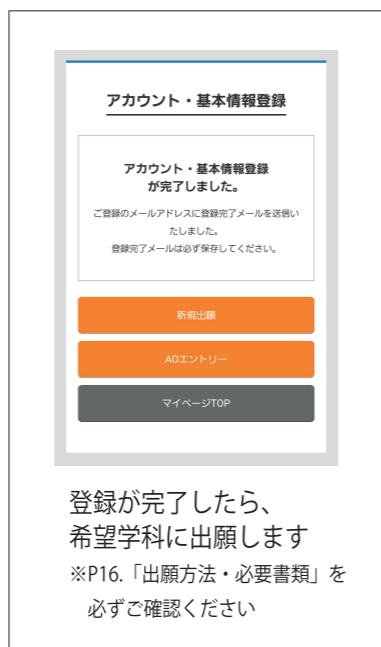 アカウント・基本情報登録
アカウント・基本情報登録
が完了しました。
ご登録のメールアドレスに登録完了メールを送信い
たしました。
登録完了メールは必ず保存してください。
新規出願
AOエントリー
マイページTOP
登録が完了したら、
希望学科に出願します
※P16.「出願方法・必要書類」を
必ずご確認ください